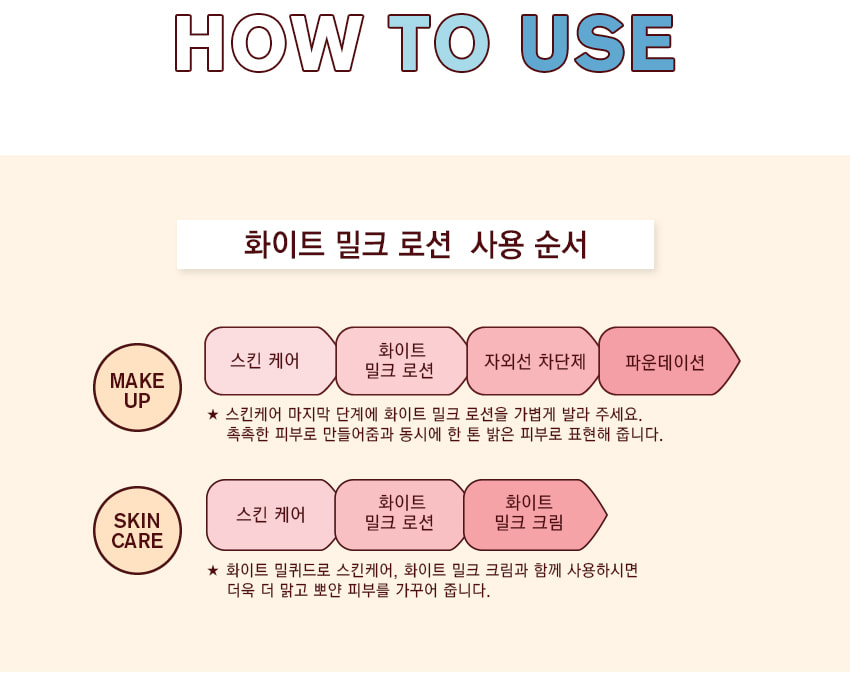 HOW TO USE
화이트 밀크 로션 사용 순서
MAKE
UP
스킨 케어
화이트
밀크 로션
자외선 차단제
파운데이션
★ 스킨케어 마지막 단계에 화이트 밀크 로션을 가볍게 발라 주세요.
촉촉한 피부로 만들어줌과 동시에 한 톤 밝은 피부로 표현해 줍니다.
SKIN
CARE
스킨 케어
화이트
밀크 로션
화이트
밀크 크림
★ 화이트 밀퀴드로 스킨케어, 화이트 밀크 크림과 함께 사용하시면
더욱 더 맑고 뽀얀 피부를 가꾸어 줍니다.